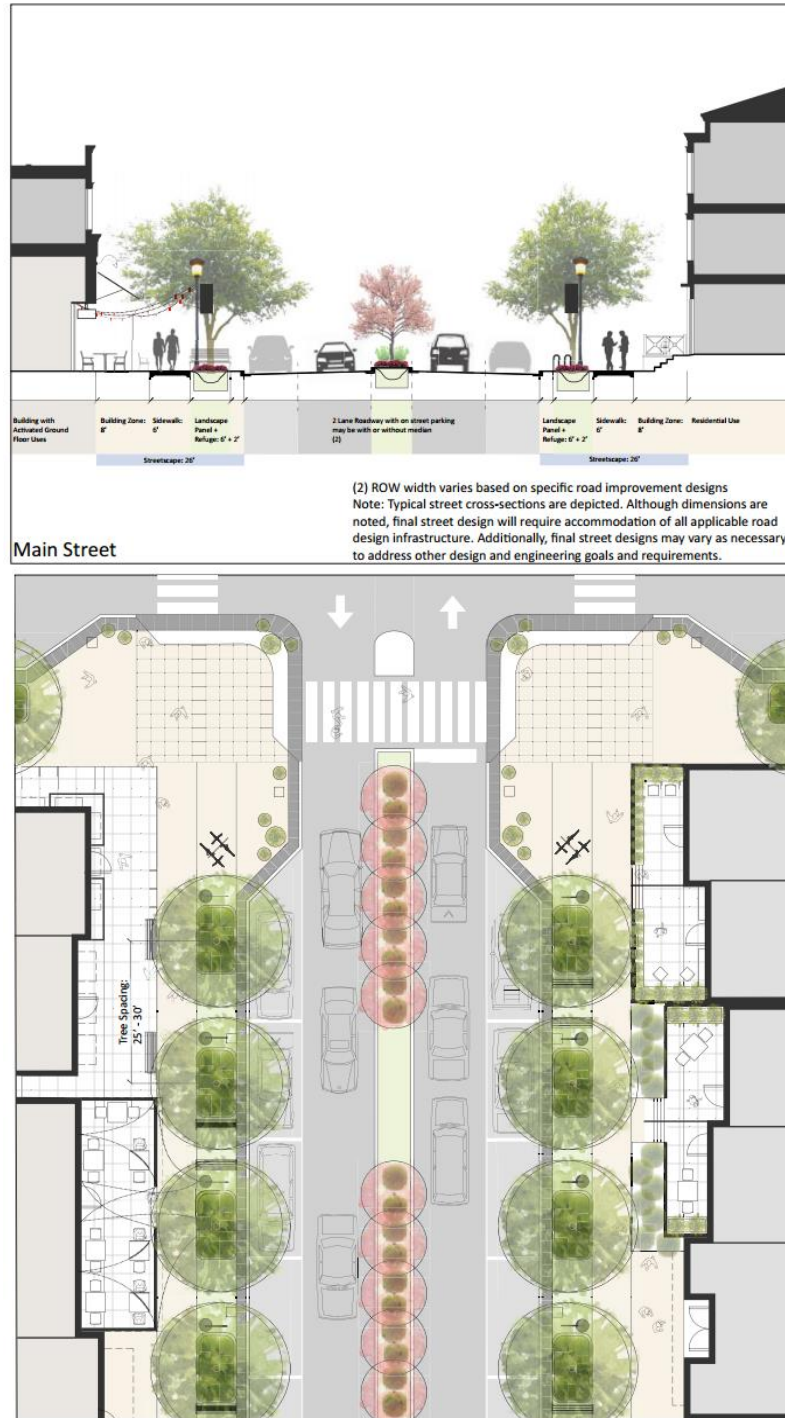 Building with
Activated Ground
Floor Uses
Building Zone:
8'
Sidewalk:
6'
Landscape
Panel +
Refuge: 6' + 2'
2 Lane Roadway with on street parking
may be with or without median
(2)
Landscape
Panel +
Refuge: 6' + 2'
Sidewalk:
6'
Building Zone:
8'
Residential Use
Streetscape: 26'
Streetscape: 26'
(2) ROW width varies based on specific road improvement designs
Note: Typical street cross-sections are depicted. Although dimensions are
noted, final street design will require accommodation of all applicable road
design infrastructure. Additionally, final street designs may vary as necessary
to address other design and engineering goals and requirements.
Main Street
Tree Spacing:
25' - 30'